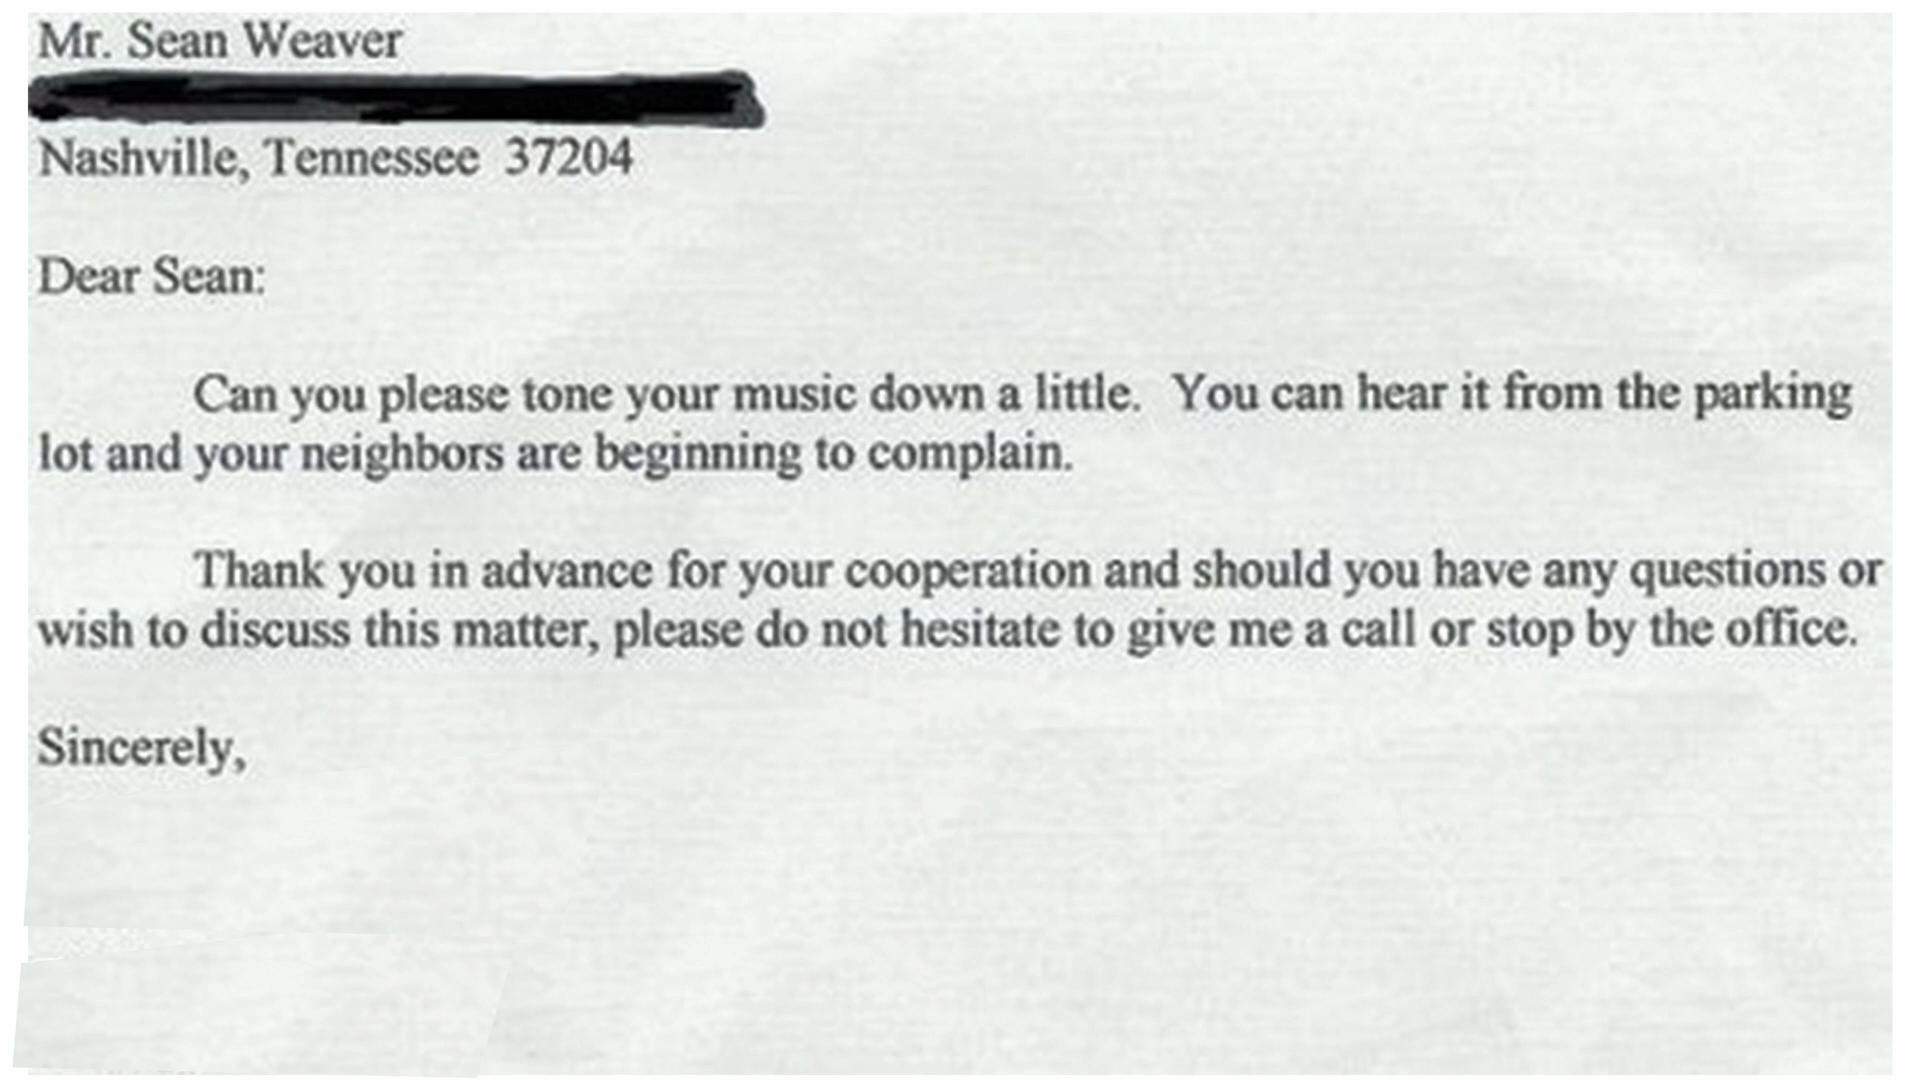 Mr. Sean Weaver
Nashville, Tennessee  37204
Dear Sean:
Can you please tone your music down a little.  You can hear it from the parking
lot and your neighbors are beginning to complain.
Thank you in advance for your cooperation and should you have any questions or
wish to discuss this matter, please do not hesitate to give me a call or stop by the office.
Sincerely,